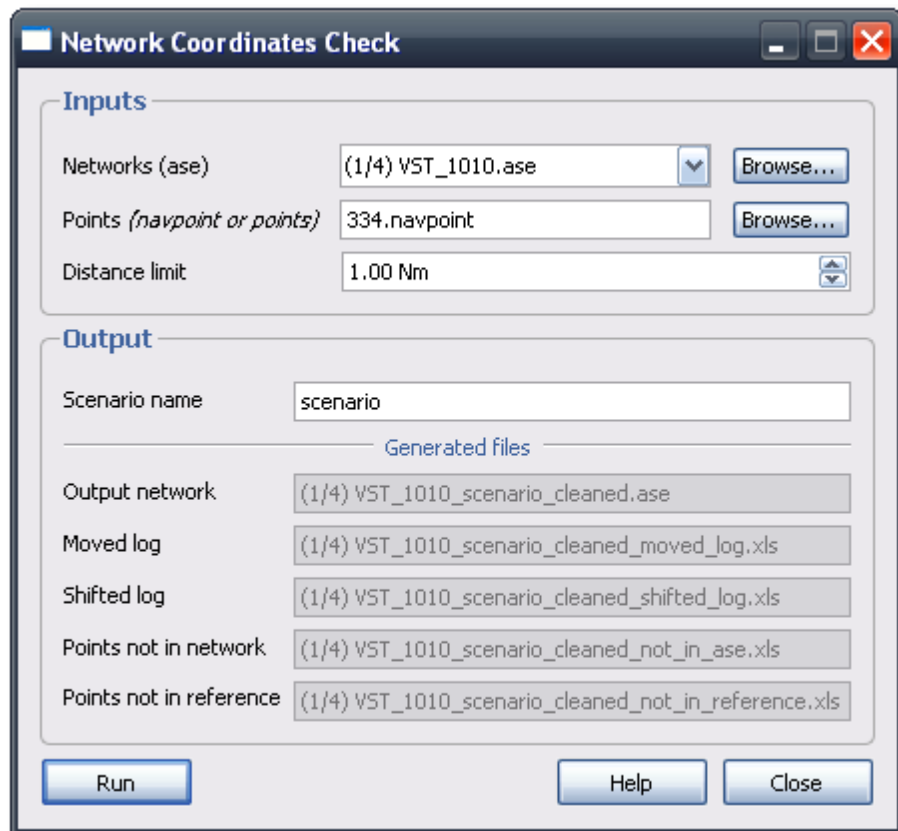 Network Coordinates Check
Inputs
Networks (ase) (1/4) VST_1010.ase Browse...
Points (navpoint or points) 334.navpoint Browse...
Distance limit 1.00 Nm
Output
Scenario name scenario
Generated files
Output network (1/4) VST_1010_scenario_cleaned.ase
Moved log (1/4) VST_1010_scenario_cleaned_moved_log.xls
Shifted log (1/4) VST_1010_scenario_cleaned_shifted_log.xls
Points not in network (1/4) VST_1010_scenario_cleaned_not_in_ase.xls
Points not in reference (1/4) VST_1010_scenario_cleaned_not_in_reference.xls
Run Help Close